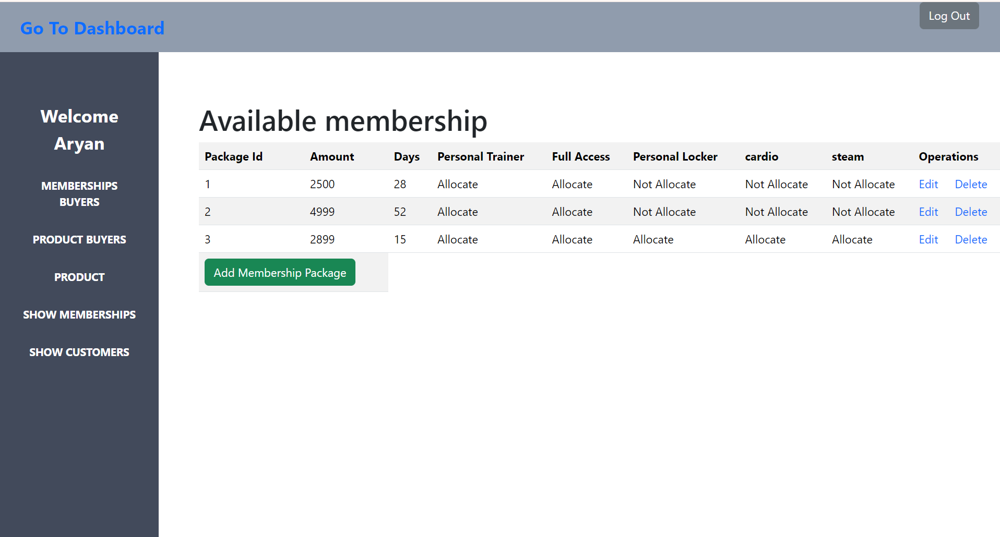 Go To Dashboard
Log Out
Welcome
Aryan
MEMBERSHIPS
BUYERS
PRODUCT BUYERS
PRODUCT
SHOW MEMBERSHIPS
SHOW CUSTOMERS
Available membership
Package Id Amount Days Personal Trainer Full Access Personal Locker cardio steam Operations
1 2500 28 Allocate Allocate Not Allocate Not Allocate Not Allocate Edit Delete
2 4999 52 Allocate Allocate Not Allocate Not Allocate Not Allocate Edit Delete
3 2899 15 Allocate Allocate Allocate Allocate Allocate Edit Delete
Add Membership Package